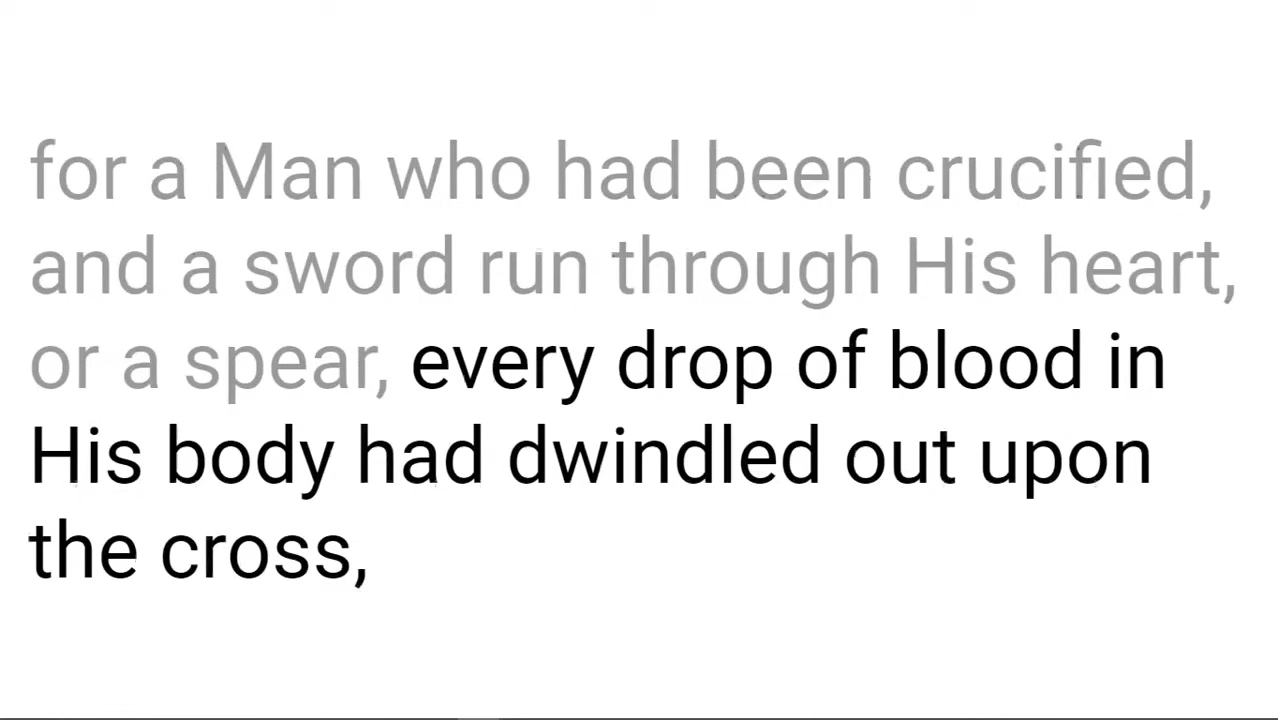 for a Man who had been crucified,
and a sword run through His heart,
or a spear, every drop of blood in
His body had dwindled out upon
the cross,